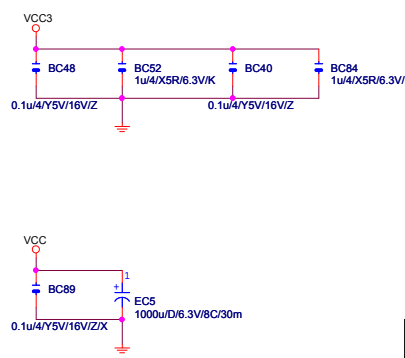 VCC3
BC48
BC52
BC40
BC84
1u/4/X5R/6.3V/K
1u/4/X5R/6.3V/
0.1u/4/Y5V/16V/Z
0.1u/4/Y5V/16V/Z
VCC
1
+
BC89
EC5
1000u/D/6.3V/8C/30m
0.1u/4/Y5V/16V/Z/X